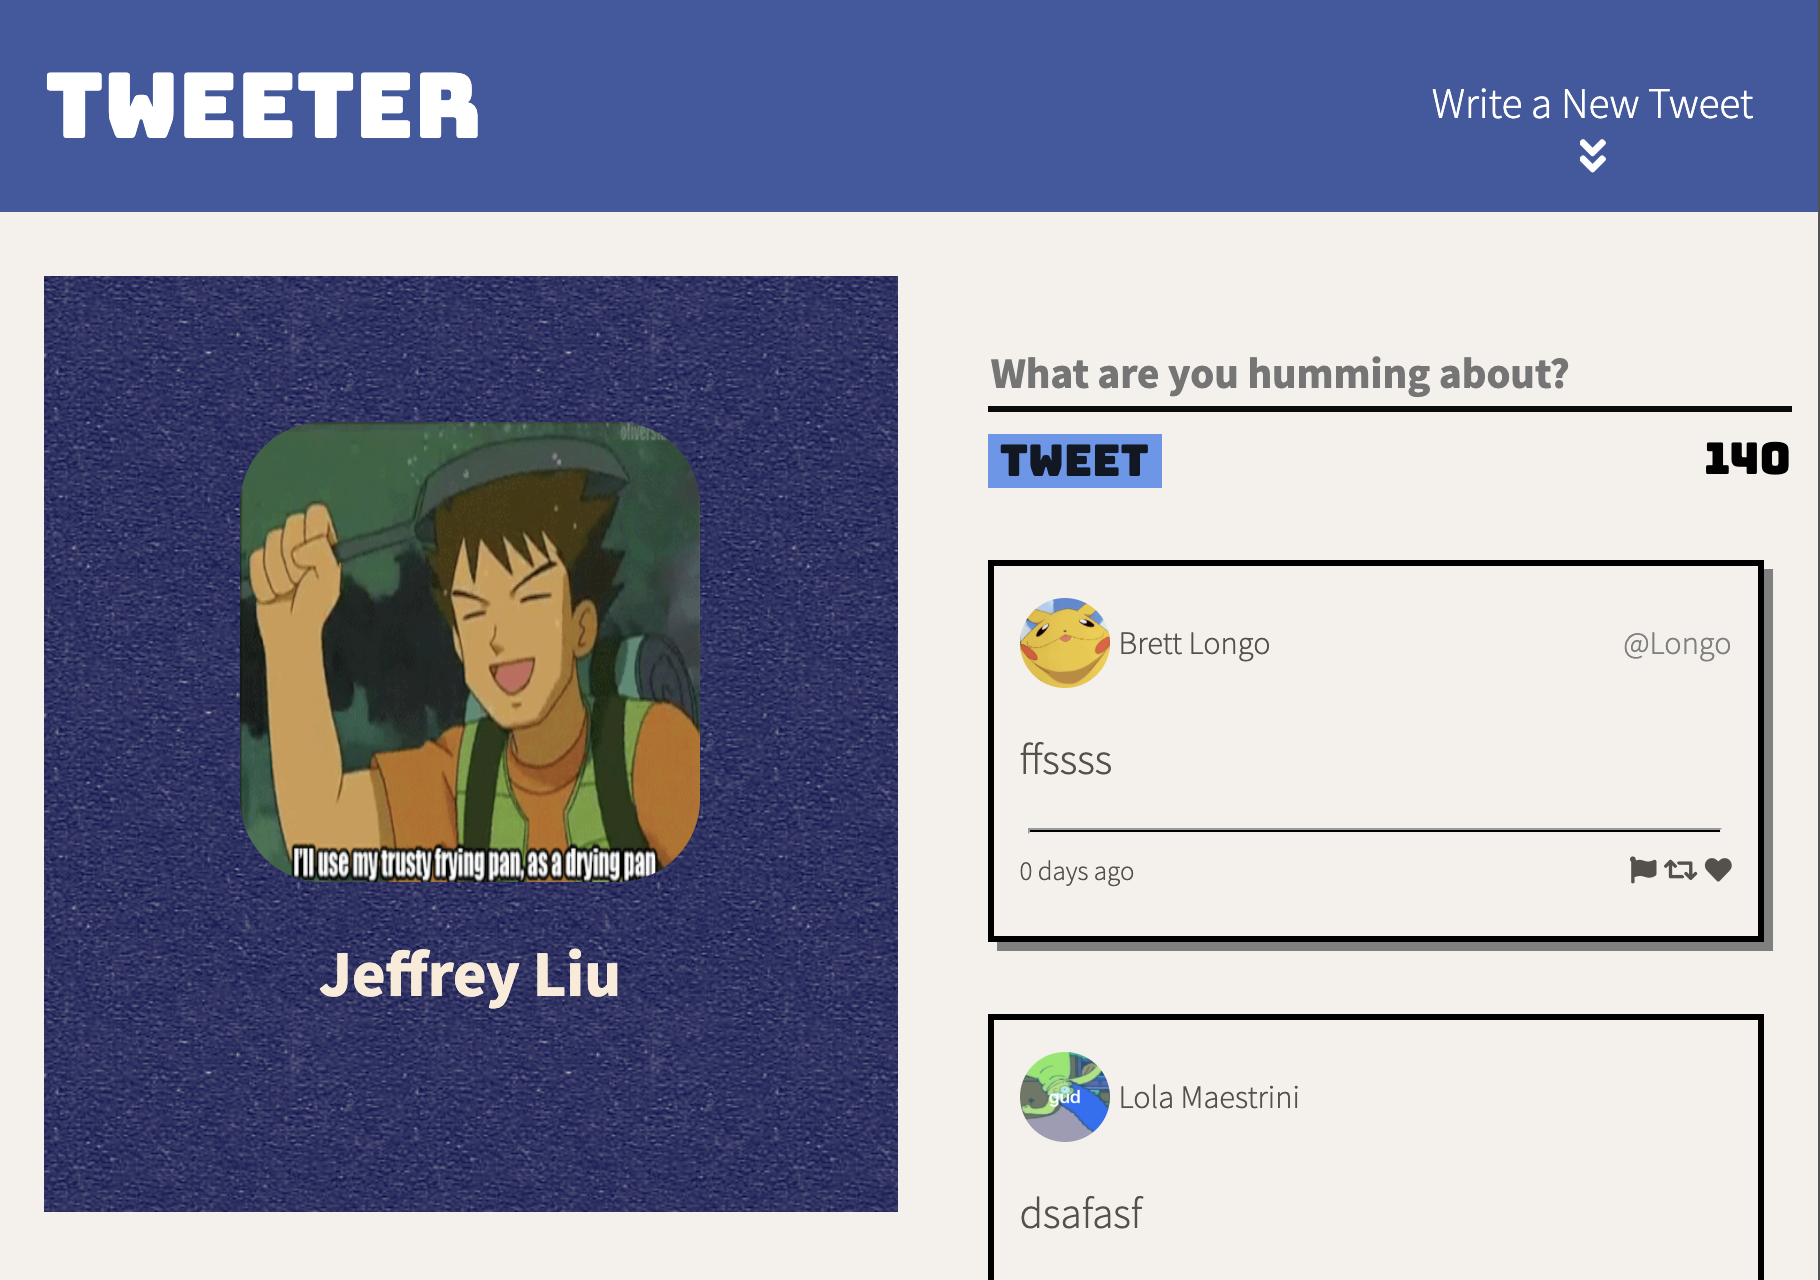 TWEETER
Write a New Tweet
I'll use my trusty frying pan, as a drying pan
Jeffrey Liu
What are you humming about?
TWEET
140
Brett Longo
@Longo
ffssss
0 days ago
gud
Lola Maestrini
dsafasf